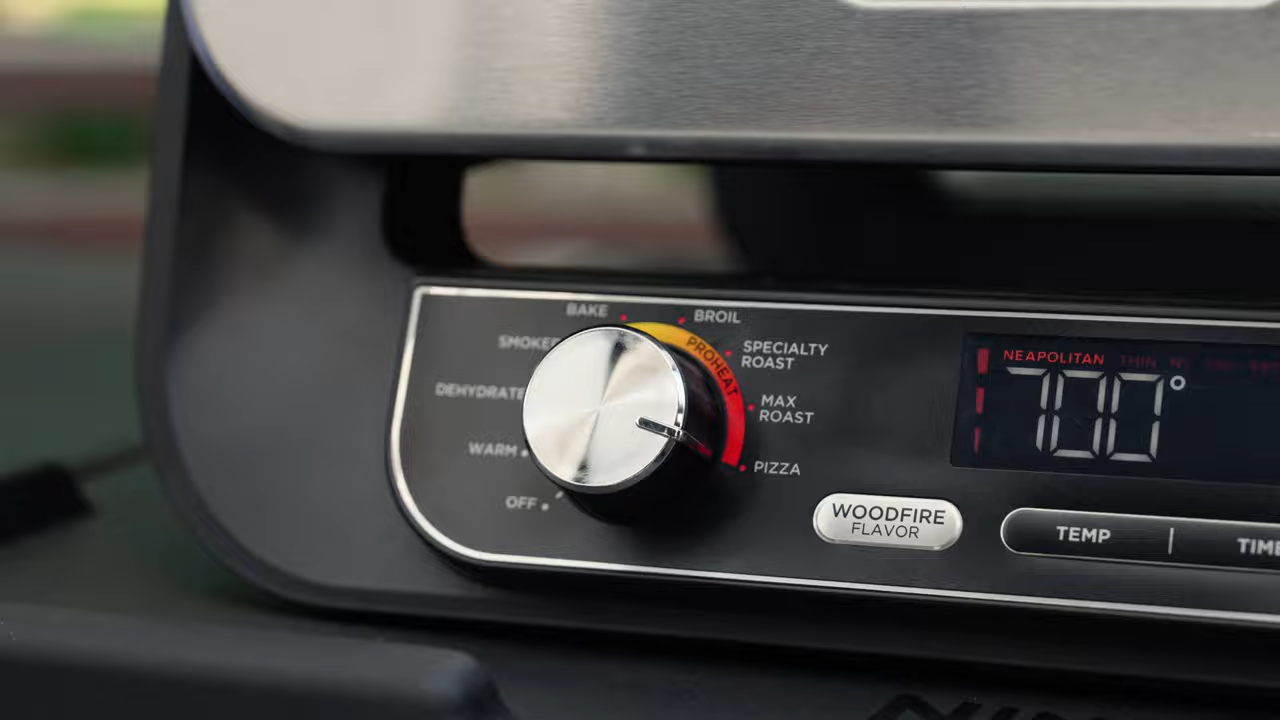 BAKE
BROIL
SMOKER
PROHEAT
SPECIALTY
ROAST
DEHYDRATE
MAX
ROAST
WARM
PIZZA
OFF
NEAPOLITAN THIN NY
700°
WOODFIRE
FLAVOR
TEMP | TIME